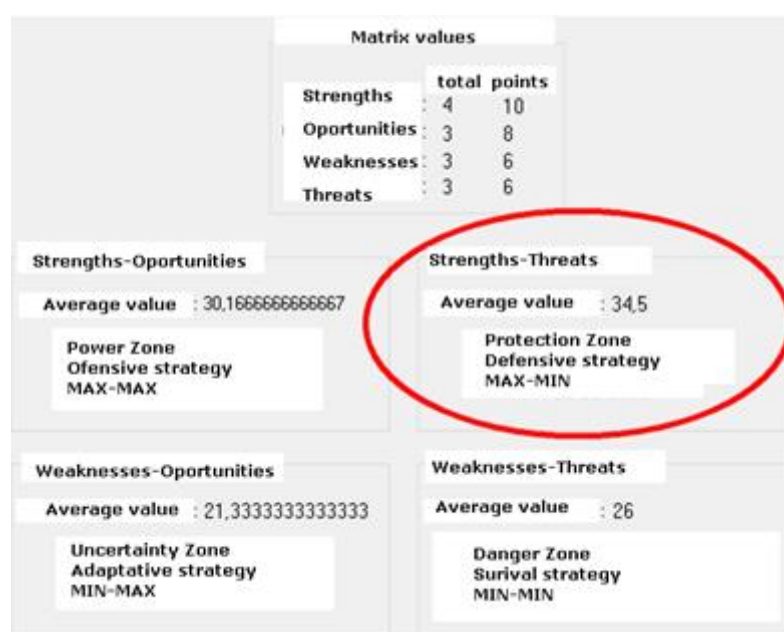 Matrix values
total points
Strengths : 4 10
Oportunities : 3 8
Weaknesses : 3 6
Threats : 3 6
Strengths-Oportunities
Average value : 30,1666666666667
Power Zone
Ofensive strategy
MAX-MAX
Strengths-Threats
Average value : 34,5
Protection Zone
Defensive strategy
MAX-MIN
Weaknesses-Oportunities
Average value : 21,3333333333333
Uncertainty Zone
Adaptative strategy
MIN-MAX
Weaknesses-Threats
Average value : 26
Danger Zone
Surival strategy
MIN-MIN